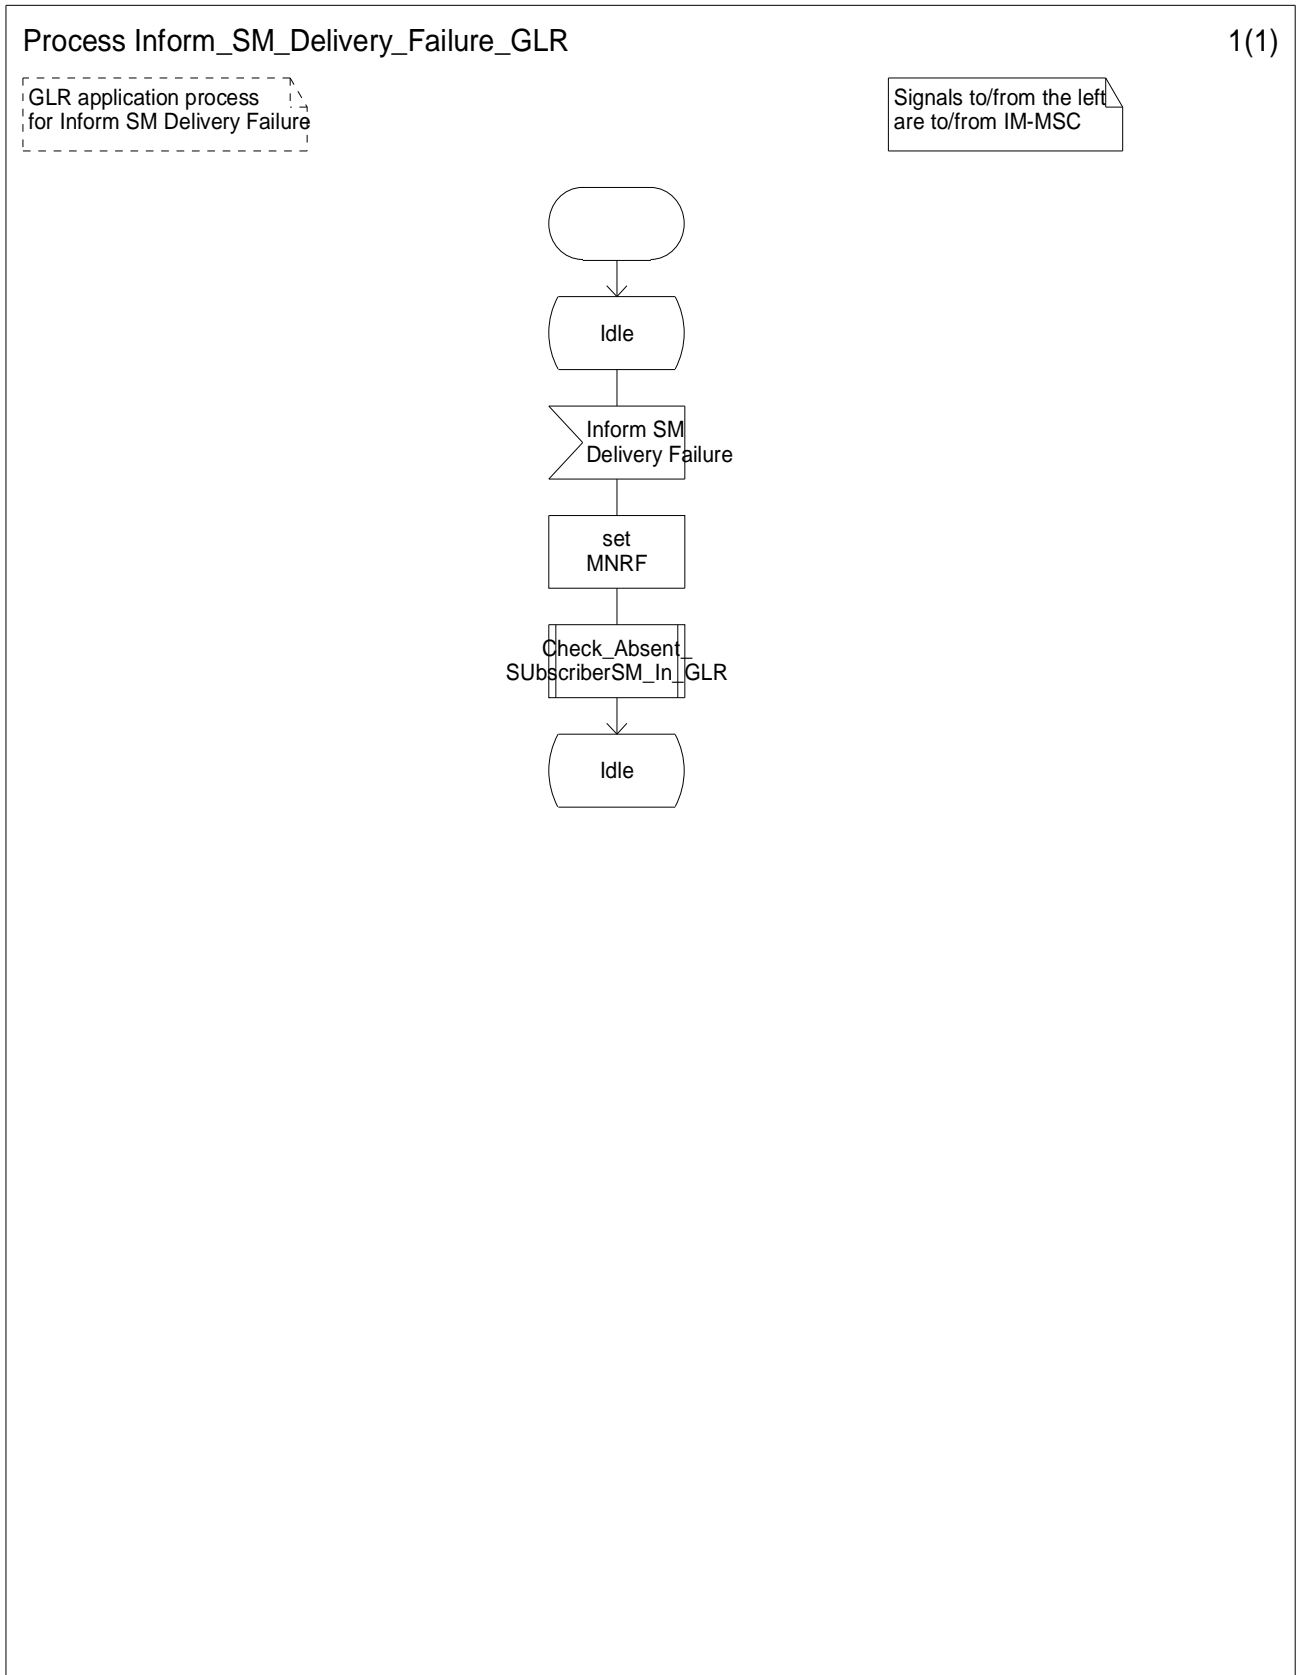 Process Inform_SM_Delivery_Failure_GLR
1(1)
GLR application process
for Inform SM Delivery Failure
Signals to/from the left
are to/from IM-MSC
Idle
Inform SM
Delivery Failure
set
MNRF
Check_Absent_
SUbscriberSM_In_GLR
Idle